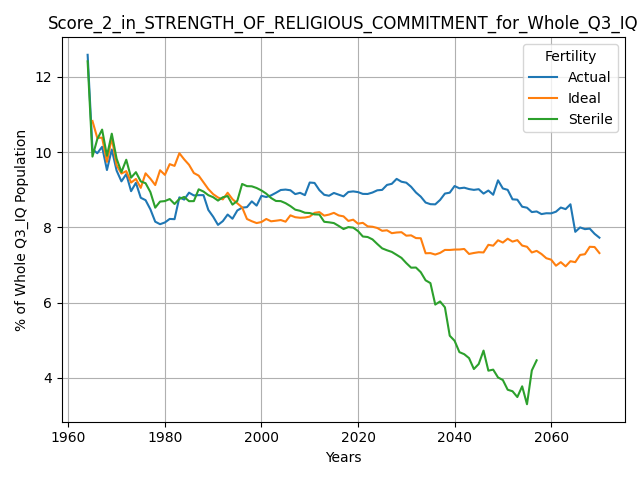 Score_2_in_STRENGTH_OF_RELIGIOUS_COMMITMENT_for_Whole_Q3_IQ
Fertility
Actual
Ideal
Sterile
% of Whole Q3_IQ Population
12
10
8
6
4
1960
1980
2000
2020
2040
2060
Years